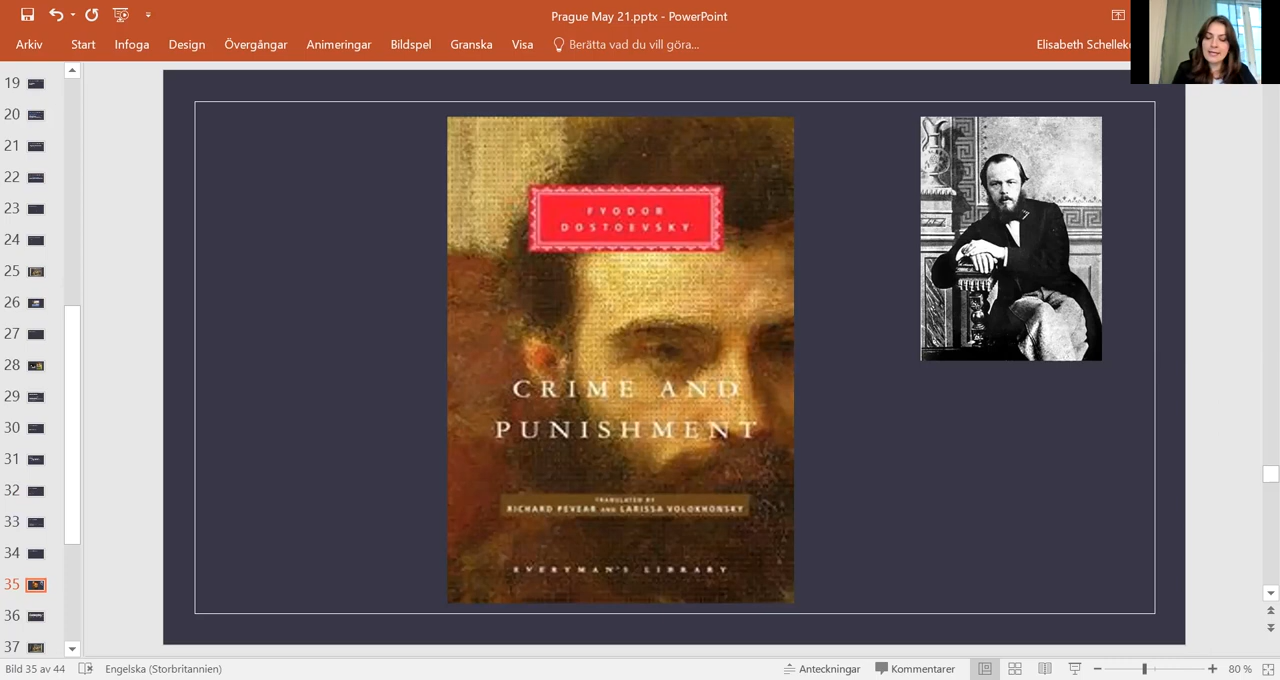 Prague May 21.pptx - PowerPoint
Arkiv Start Infoga Design Övergångar Animeringar Bildspel Granska Visa Berätta vad du vill göra... Elisabeth Schelleke
19
20
21
22
23
24
25
26
27
28
29
30
31
32
33
34
35
36
37
FYODOR
DOSTOEVSKY
CRIME AND
PUNISHMENT
TRANSLATED BY
RICHARD PEVEAR AND LARISSA VOLOKHONSKY
EVERYMAN'S LIBRARY
Bild 35 av 44 Engelska (Storbritannien) Anteckningar Kommentarer 80 %